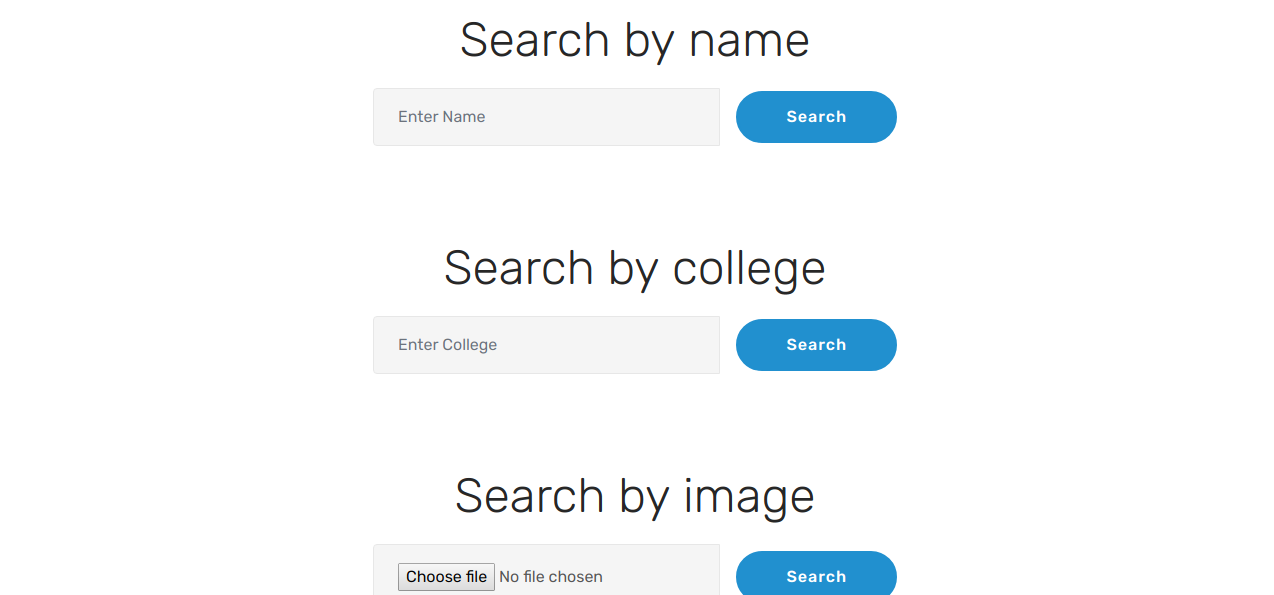 Search by name
Enter Name Search
Search by college
Enter College Search
Search by image
Choose file No file chosen Search